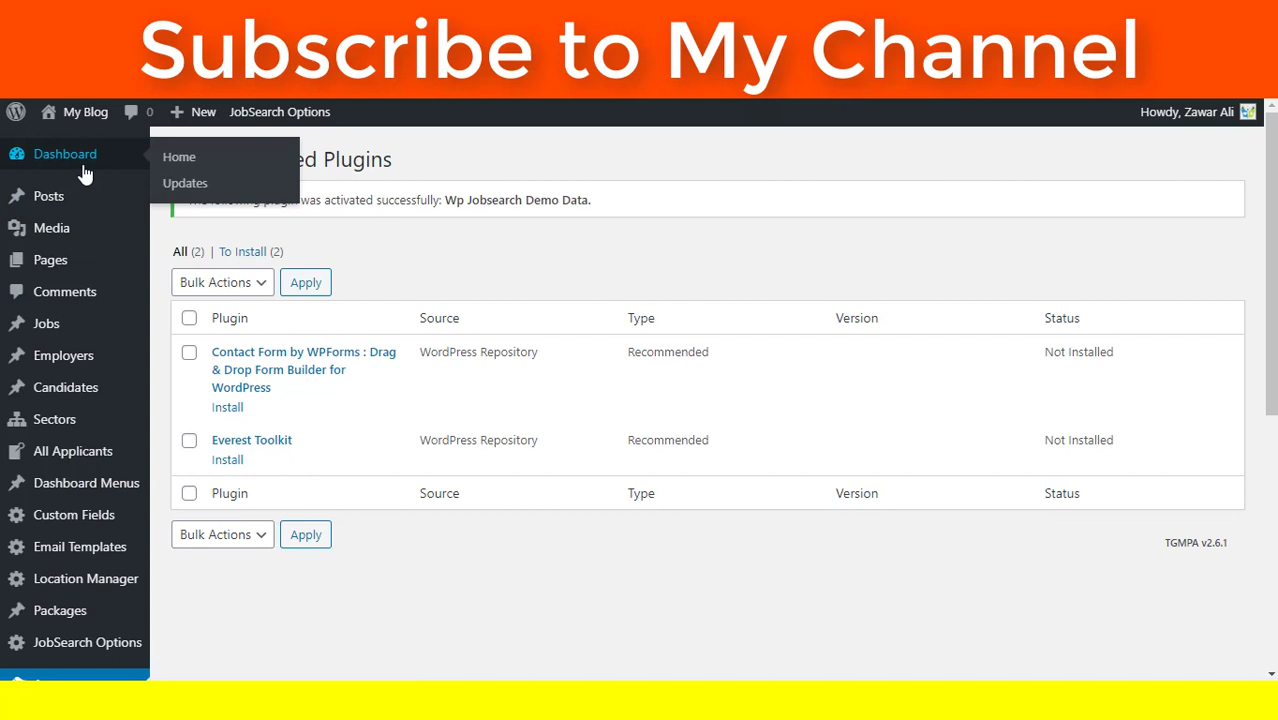 Subscribe to My Channel
My Blog 0 New JobSearch Options Howdy, Zawar Ali
Dashboard
Home
Updates
Posts
Media
Pages
Comments
Jobs
Employers
Candidates
Sectors
All Applicants
Dashboard Menus
Custom Fields
Email Templates
Location Manager
Packages
JobSearch Options
Plugins
was activated successfully: Wp Jobsearch Demo Data.
All (2) | To Install (2)
Bulk Actions Apply
Plugin Source Type Version Status
Contact Form by WPForms : Drag WordPress Repository Recommended Not Installed
& Drop Form Builder for
WordPress
Install
Everest Toolkit WordPress Repository Recommended Not Installed
Install
Plugin Source Type Version Status
Bulk Actions Apply
TGMPA v2.6.1